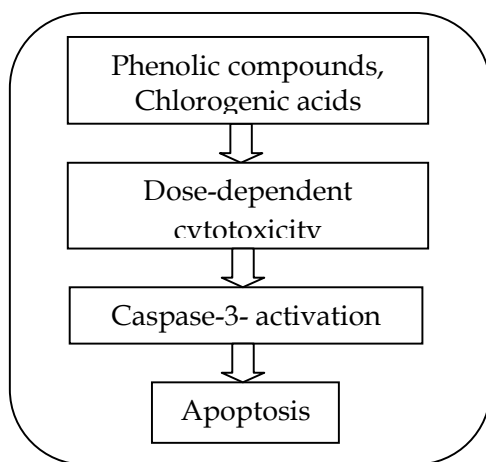 Phenolic compounds,
Chlorogenic acids
Dose-dependent
cytotoxicity
Caspase-3- activation
Apoptosis